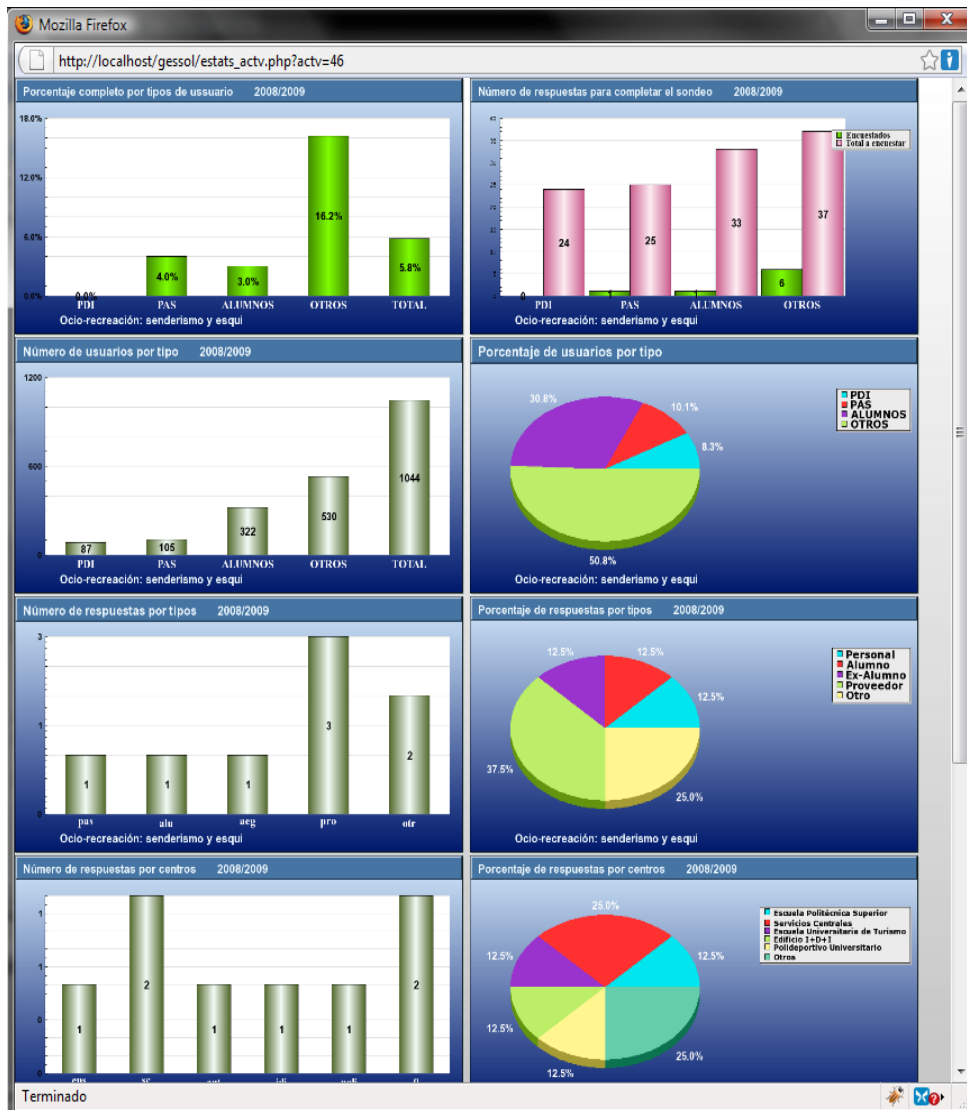 Mozilla Firefox
http://localhost/gessol/estats_actv.php?actv=46
Porcentaje completo por tipos de ussuario 2008/2009
18.0%
12.0%
6.0%
0.0%
0.0%
4.0%
3.0%
16.2%
5.8%
PDI PAS ALUMNOS OTROS TOTAL
Ocio-recreación: senderismo y esqui
Número de respuestas para completar el sondeo 2008/2009
Encuestados
Total a encuestar
0
24
1
25
1
33
6
37
PDI PAS ALUMNOS OTROS
Ocio-recreación: senderismo y esqui
Número de usuarios por tipo 2008/2009
1200
600
0
87
105
322
530
1044
PDI PAS ALUMNOS OTROS TOTAL
Ocio-recreación: senderismo y esqui
Porcentaje de usuarios por tipo
PDI
PAS
ALUMNOS
OTROS
30.8%
10.1%
8.3%
50.8%
Ocio-recreación: senderismo y esqui
Número de respuestas por tipos 2008/2009
3
1
0
1
1
1
3
2
pas alu aeg pro otr
Ocio-recreación: senderismo y esqui
Porcentaje de respuestas por tipos 2008/2009
Personal
Alumno
Ex-Alumno
Proveedor
Otro
12.5%
12.5%
12.5%
37.5%
25.0%
Ocio-recreación: senderismo y esqui
Número de respuestas por centros 2008/2009
1
1
0
0
1
2
1
1
1
2
Porcentaje de respuestas por centros 2008/2009
Escuela Politécnica Superior
Servicios Centrales
Escuela Universitaria de Turismo
Edificio I+D+I
Polideportivo Universitario
Otros
25.0%
12.5%
12.5%
12.5%
12.5%
25.0%
Terminado